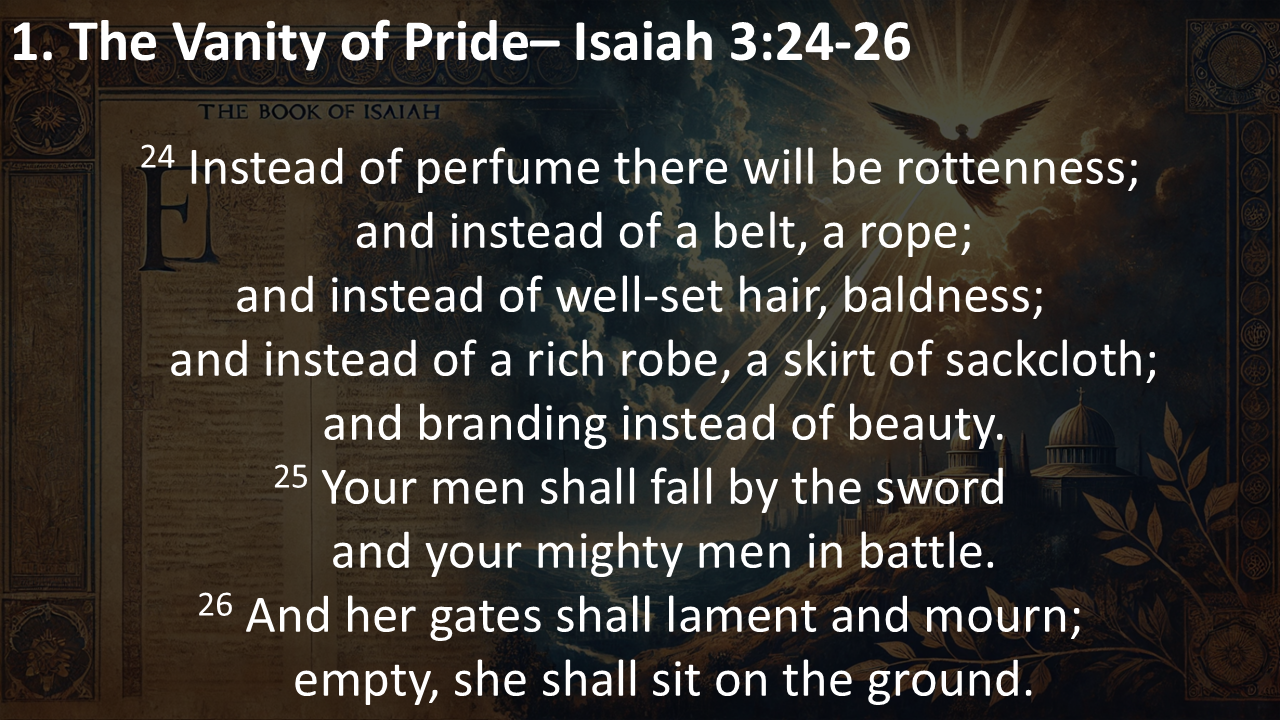 1. The Vanity of Pride– Isaiah 3:24-26
THE BOOK OF ISAIAH
E
24 Instead of perfume there will be rottenness;
and instead of a belt, a rope;
and instead of well-set hair, baldness;
and instead of a rich robe, a skirt of sackcloth;
and branding instead of beauty.
25 Your men shall fall by the sword
and your mighty men in battle.
26 And her gates shall lament and mourn;
empty, she shall sit on the ground.